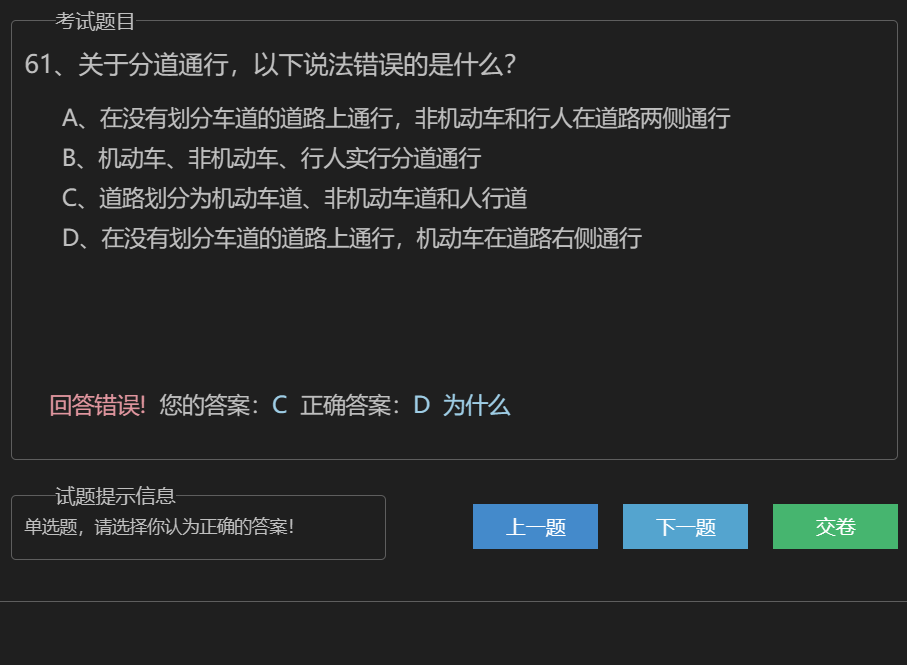 考试题目
61、关于分道通行，以下说法错误的是什么？
A、在没有划分车道的道路上通行，非机动车和行人在道路两侧通行
B、机动车、非机动车、行人实行分道通行
C、道路划分为机动车道、非机动车道和人行道
D、在没有划分车道的道路上通行，机动车在道路右侧通行
回答错误! 您的答案：C 正确答案：D 为什么
试题提示信息
单选题，请选择你认为正确的答案！
上一题
下一题
交卷